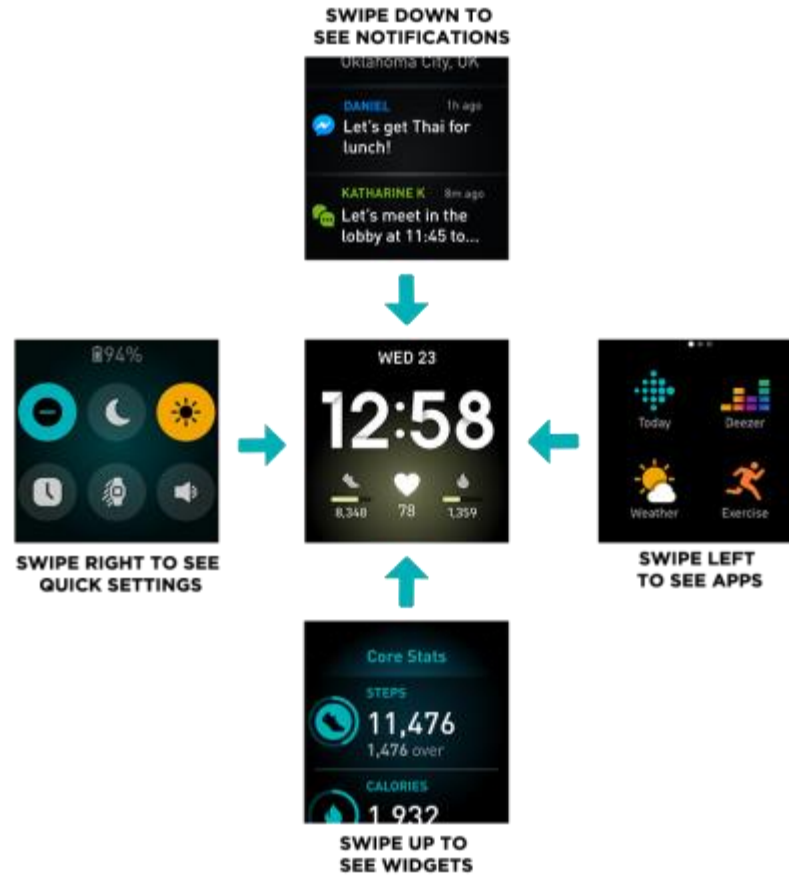 SWIPE DOWN TO
SEE NOTIFICATIONS
Oklahoma City, OK
DANIEL 1h ago
Let's get Thai for
lunch!
KATHARINE K 8m ago
Let's meet in the
lobby at 11:45 to...
94%
SWIPE RIGHT TO SEE
QUICK SETTINGS
WED 23
12:58
8,348 78 1,359
Today Deezer
Weather Exercise
SWIPE LEFT
TO SEE APPS
Core Stats
STEPS
11,476
1,476 over
CALORIES
1,932
SWIPE UP TO
SEE WIDGETS